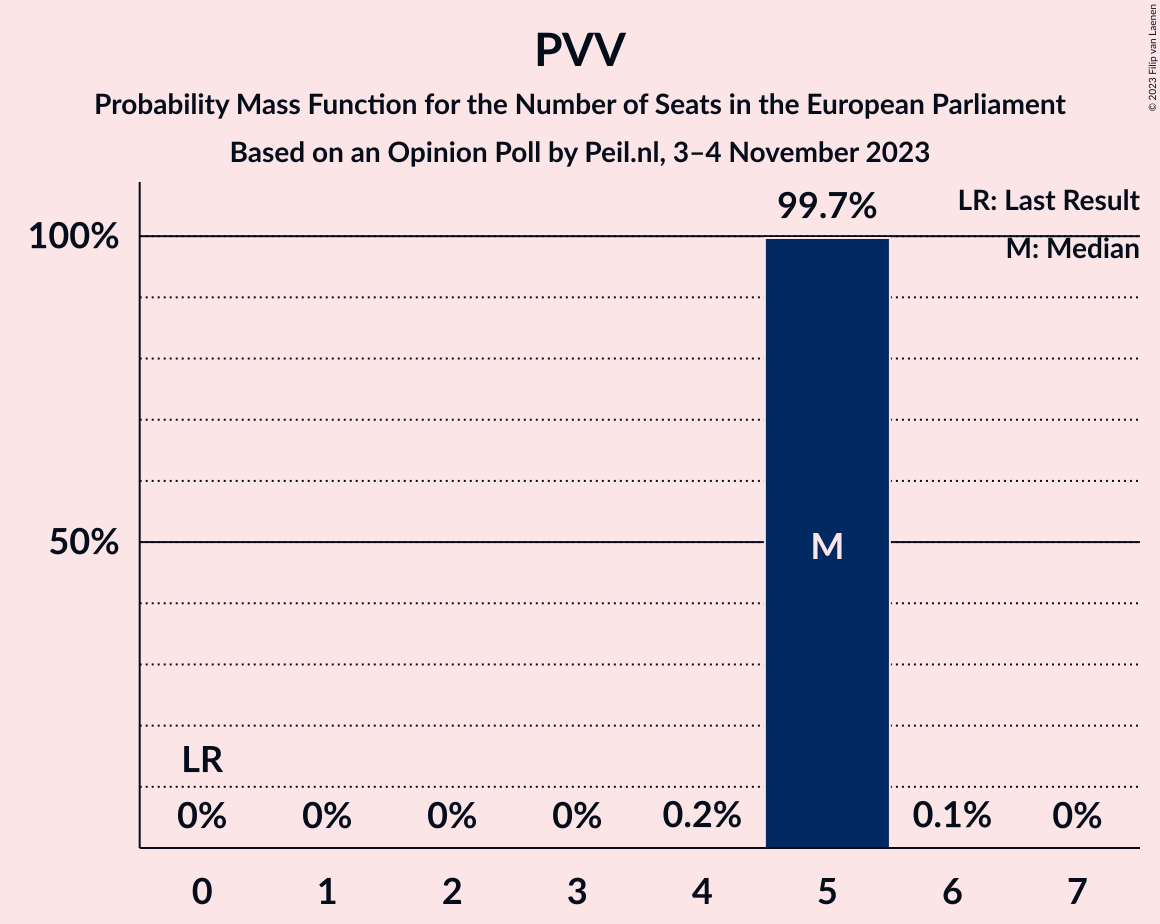 PVV
Probability Mass Function for the Number of Seats in the European Parliament
Based on an Opinion Poll by Peil.nl, 3–4 November 2023
© 2023 Filip van Laenen
LR: Last Result
M: Median
99.7%
100%
50%
M
LR
0% 0% 0% 0% 0.2% 0.1% 0%
0 1 2 3 4 5 6 7